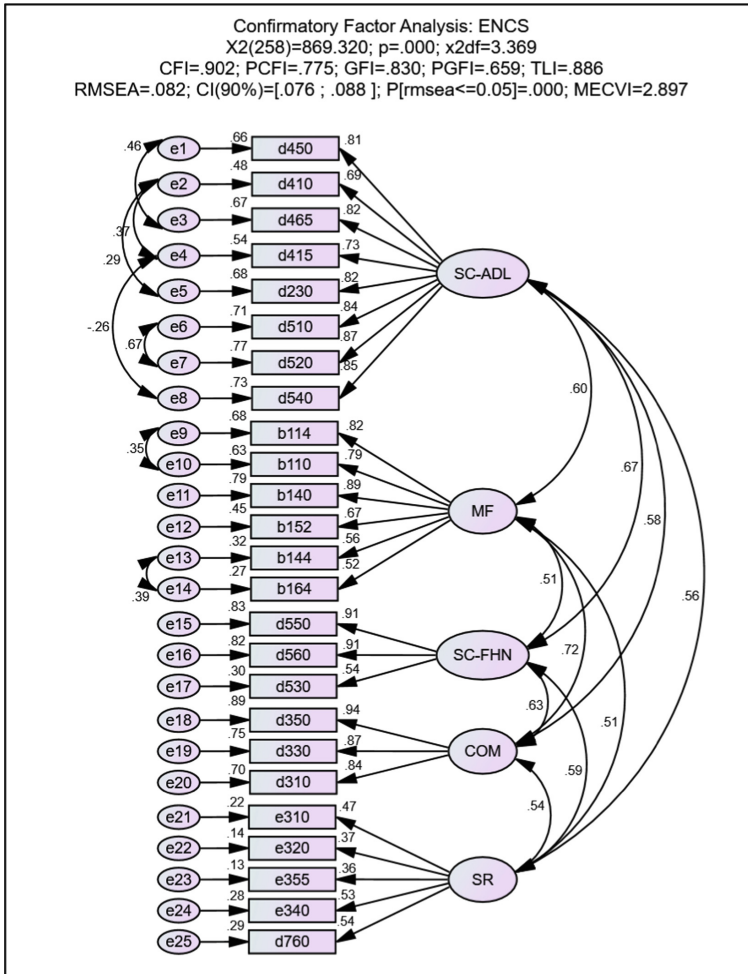 Confirmatory Factor Analysis: ENCS
X2(258)=869.320; p=.000; x2df=3.369
CFI=.902; PCFI=.775; GFI=.830; PGFI=.659; TLI=.886
RMSEA=.082; CI(90%)=[.076 ; .088 ]; P[rmsea<=0.05]=.000; MECVI=2.897
.46 e1 .66 d450 .81
e2 .48 d410 .69
e3 .67 d465 .82
.37 e4 .54 d415 .73
.29 e5 .68 d230 .82 SC-ADL
-.26 e6 .71 d510 .84
.67 e7 .77 d520 .87
e8 .73 d540 .85
.60
e9 .68 b114 .82
.35 e10 .63 b110 .79
e11 .79 b140 .89 MF
e12 .45 b152 .67
e13 .32 b144 .56
.39 e14 .27 b164 .52
.67
.58
.51
.56
e15 .83 d550 .91
e16 .82 d560 .91 SC-FHN
e17 .30 d530 .54
.72
.63
.51
e18 .89 d350 .94
e19 .75 d330 .87 COM
e20 .70 d310 .84
.59
.54
e21 .22 e310 .47
e22 .14 e320 .37
e23 .13 e355 .36 SR
e24 .28 e340 .53
e25 .29 d760 .54